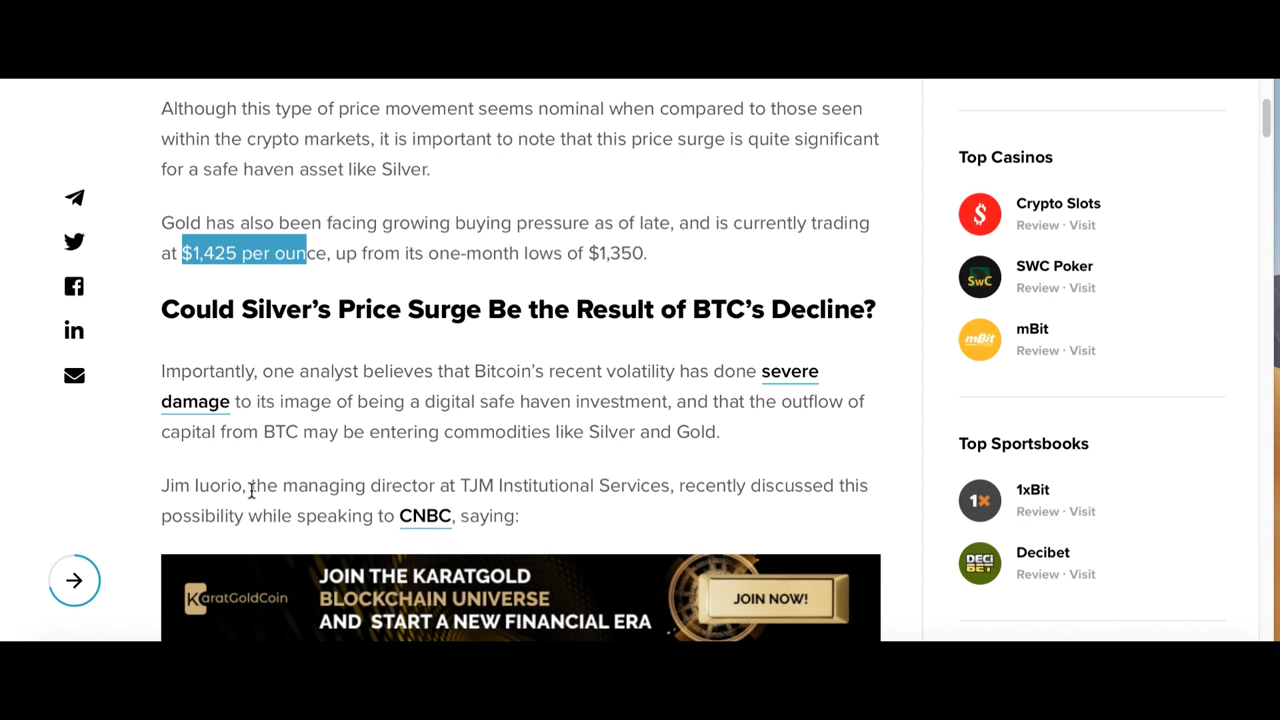 Although this type of price movement seems nominal when compared to those seen
within the crypto markets, it is important to note that this price surge is quite significant
for a safe haven asset like Silver.
Gold has also been facing growing buying pressure as of late, and is currently trading
at $1,425 per ounce, up from its one-month lows of $1,350.
Could Silver’s Price Surge Be the Result of BTC’s Decline?
Importantly, one analyst believes that Bitcoin’s recent volatility has done severe
damage to its image of being a digital safe haven investment, and that the outflow of
capital from BTC may be entering commodities like Silver and Gold.
Jim Iuorio, the managing director at TJM Institutional Services, recently discussed this
possibility while speaking to CNBC, saying:
KaratGoldCoin
JOIN THE KARATGOLD
BLOCKCHAIN UNIVERSE
AND START A NEW FINANCIAL ERA
JOIN NOW!
Top Casinos
$
Crypto Slots
Review · Visit
SwC
SWC Poker
Review · Visit
mBit
mBit
Review · Visit
Top Sportsbooks
1X
1xBit
Review · Visit
DECI
BET
Decibet
Review · Visit